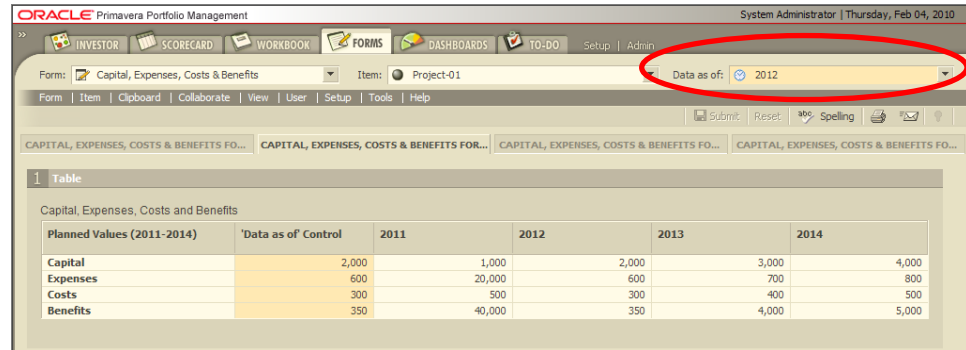 ORACLE Primavera Portfolio Management System Administrator | Thursday, Feb 04, 2010
» INVESTOR SCORECARD WORKBOOK FORMS DASHBOARDS TO-DO Setup | Admin
Form: Capital, Expenses, Costs & Benefits Item: Project-01 Data as of: 2012
Form | Item | Clipboard | Collaborate | View | User | Setup | Tools | Help
Submit Reset abc Spelling
CAPITAL, EXPENSES, COSTS & BENEFITS FO... CAPITAL, EXPENSES, COSTS & BENEFITS FOR... CAPITAL, EXPENSES, COSTS & BENEFITS FO... CAPITAL, EXPENSES, COSTS & BENEFITS FO...
1 Table
Capital, Expenses, Costs and Benefits
Planned Values (2011-2014) 'Data as of' Control 2011 2012 2013 2014
Capital 2,000 1,000 2,000 3,000 4,000
Expenses 600 20,000 600 700 800
Costs 300 500 300 400 500
Benefits 350 40,000 350 4,000 5,000